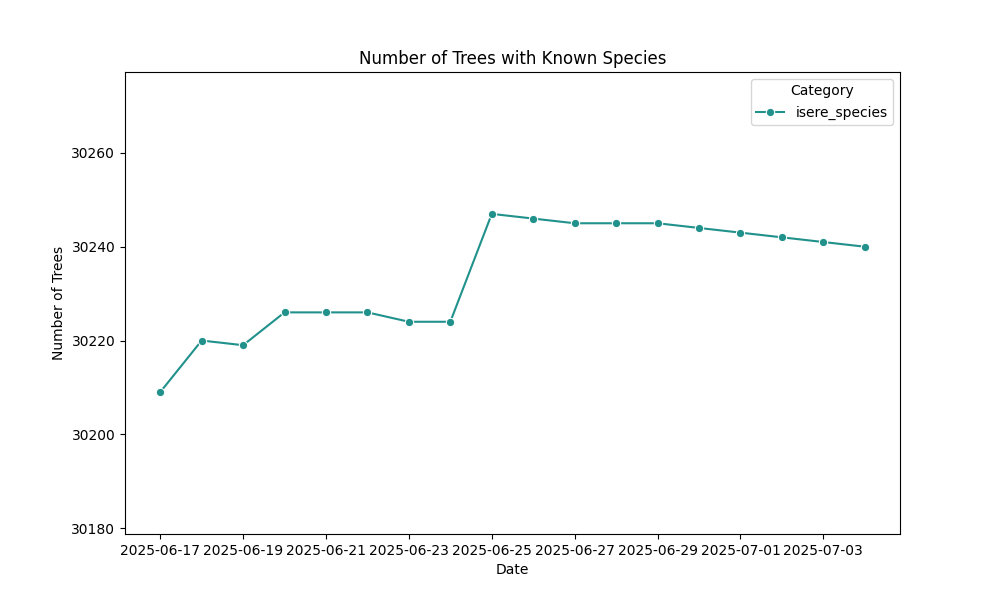 Number of Trees with Known Species
Category
isere_species
30260
30240
30220
30200
30180
Number of Trees
2025-06-17 2025-06-19 2025-06-21 2025-06-23 2025-06-25 2025-06-27 2025-06-29 2025-07-01 2025-07-03
Date